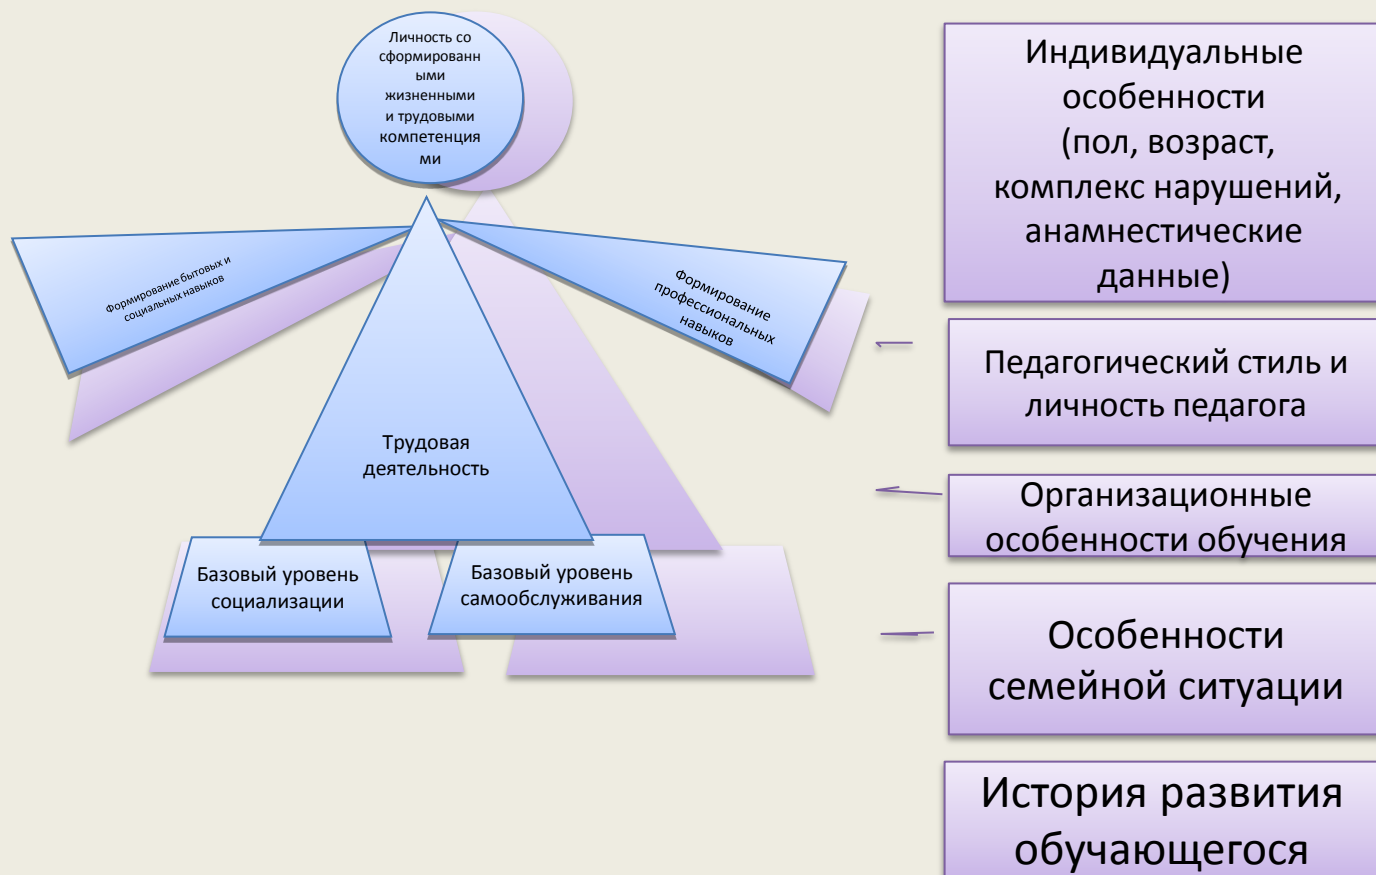 Личность со
сформированн
ыми
жизненными
и трудовыми
компетенция
ми
Формирование бытовых и
социальных навыков
Формирование
профессиональных
навыков
Трудовая
деятельность
Базовый уровень
социализации
Базовый уровень
самообслуживания
Индивидуальные
особенности
(пол, возраст,
комплекс нарушений,
анамнестические
данные)
Педагогический стиль и
личность педагога
Организационные
особенности обучения
Особенности
семейной ситуации
История развития
обучающегося